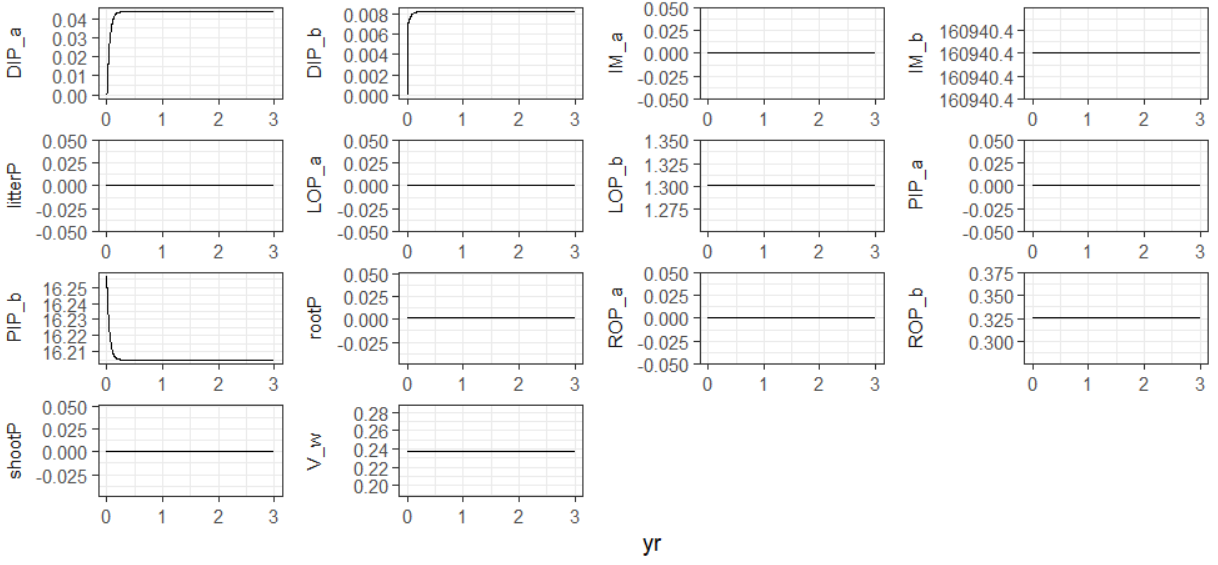 DIP_a
0.04
0.03
0.02
0.01
0.00
0 1 2 3
DIP_b
0.008
0.006
0.004
0.002
0.000
0 1 2 3
IM_a
0.050
0.025
0.000
-0.025
-0.050
0 1 2 3
IM_b
160940.4
160940.4
160940.4
160940.4
0 1 2 3
litterP
0.050
0.025
0.000
-0.025
-0.050
0 1 2 3
LOP_a
0.050
0.025
0.000
-0.025
-0.050
0 1 2 3
LOP_b
1.350
1.325
1.300
1.275
0 1 2 3
PIP_a
0.050
0.025
0.000
-0.025
-0.050
0 1 2 3
PIP_b
16.25
16.24
16.23
16.22
16.21
0 1 2 3
rootP
0.050
0.025
0.000
-0.025
0 1 2 3
ROP_a
0.050
0.025
0.000
-0.025
-0.050
0 1 2 3
ROP_b
0.375
0.350
0.325
0.300
0 1 2 3
shootP
0.050
0.025
0.000
-0.025
0 1 2 3
V_w
0.28
0.26
0.24
0.22
0.20
0 1 2 3
yr